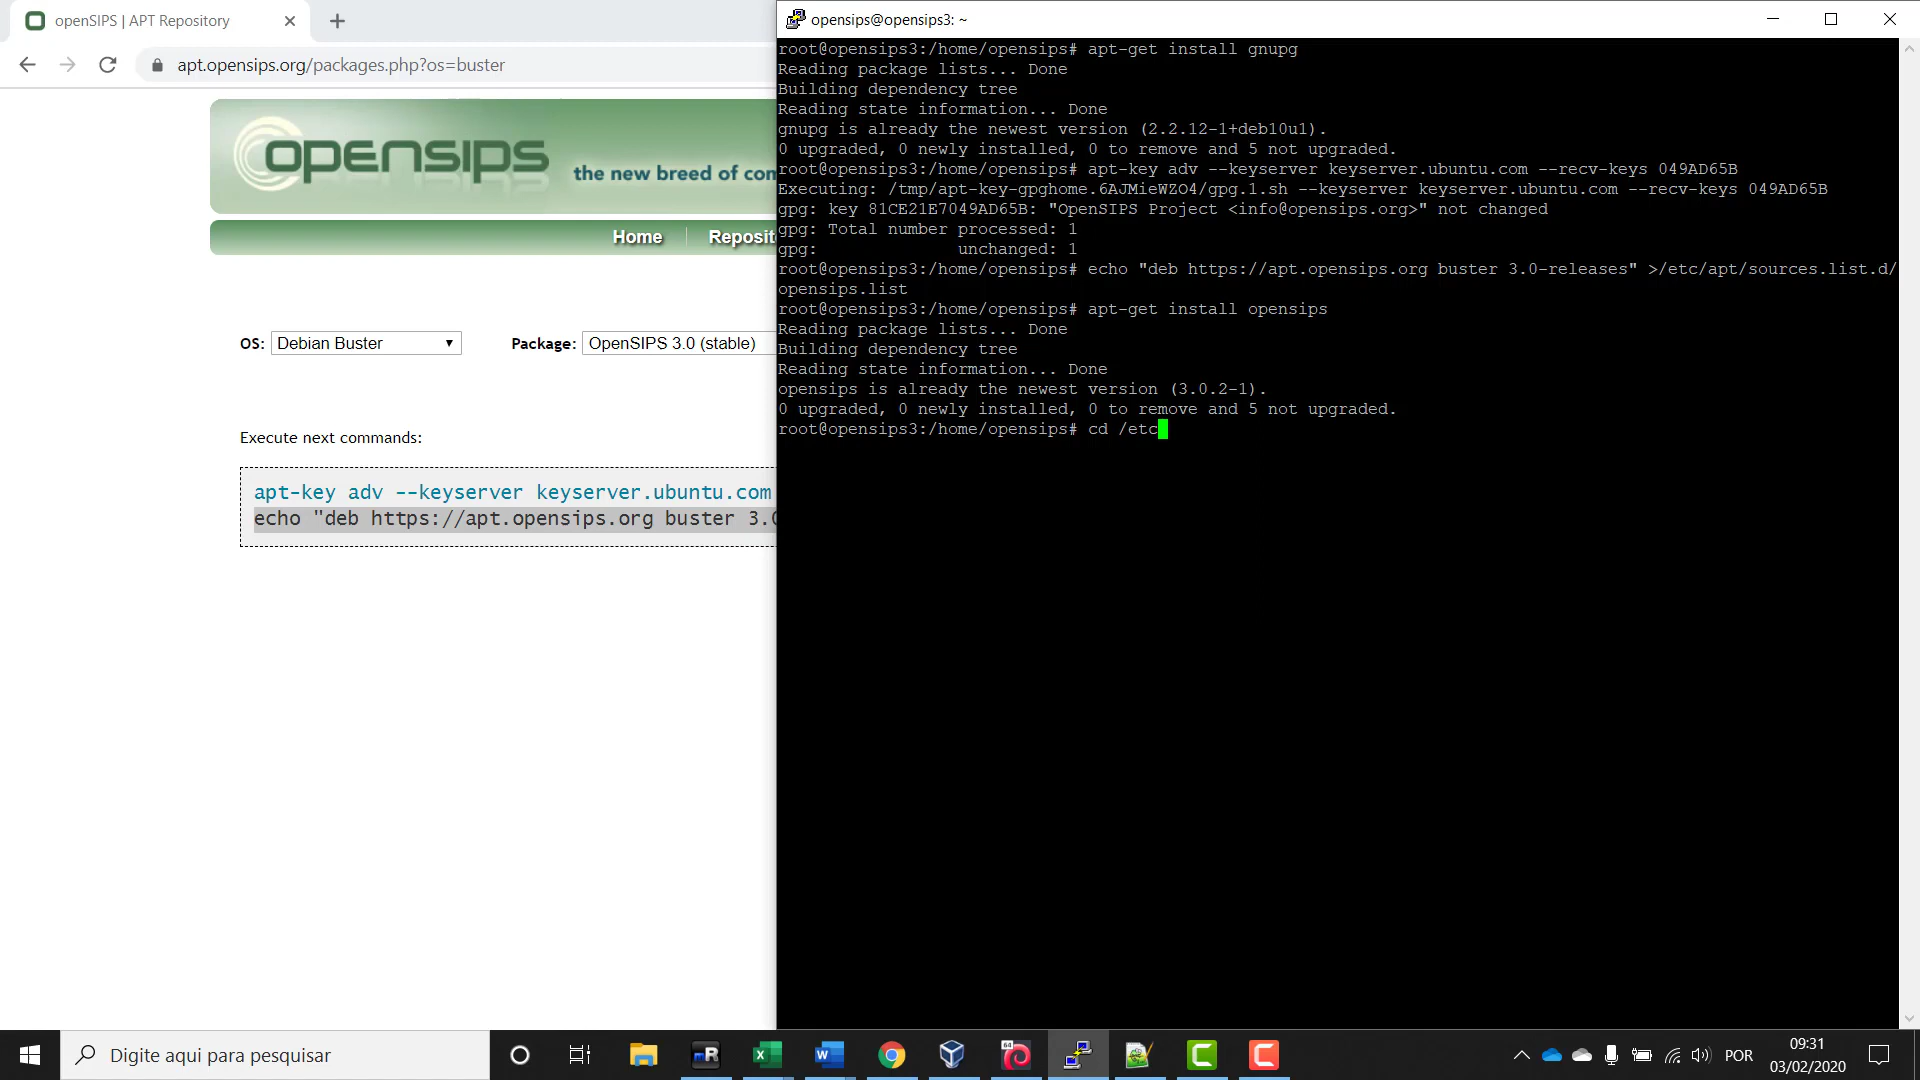 openSIPS | APT Repository
apt.opensips.org/packages.php?os=buster
opensips
the new breed of com
Home
Reposit
OS:
Debian Buster
Package:
OpenSIPS 3.0 (stable)
Execute next commands:
apt-key adv --keyserver keyserver.ubuntu.com
echo "deb https://apt.opensips.org buster 3.0
opensips@opensips3: ~
root@opensips3:/home/opensips# apt-get install gnupg
Reading package lists... Done
Building dependency tree
Reading state information... Done
gnupg is already the newest version (2.2.12-1+deb10u1).
0 upgraded, 0 newly installed, 0 to remove and 5 not upgraded.
root@opensips3:/home/opensips# apt-key adv --keyserver keyserver.ubuntu.com --recv-keys 049AD65B
Executing: /tmp/apt-key-gpghome.6AJMieWZO4/gpg.1.sh --keyserver keyserver.ubuntu.com --recv-keys 049AD65B
gpg: key 81CE21E7049AD65B: "OpenSIPS Project <info@opensips.org>" not changed
gpg: Total number processed: 1
gpg:              unchanged: 1
root@opensips3:/home/opensips# echo "deb https://apt.opensips.org buster 3.0-releases" >/etc/apt/sources.list.d/
opensips.list
root@opensips3:/home/opensips# apt-get install opensips
Reading package lists... Done
Building dependency tree
Reading state information... Done
opensips is already the newest version (3.0.2-1).
0 upgraded, 0 newly installed, 0 to remove and 5 not upgraded.
root@opensips3:/home/opensips# cd /etc
Digite aqui para pesquisar
POR
09:31
03/02/2020